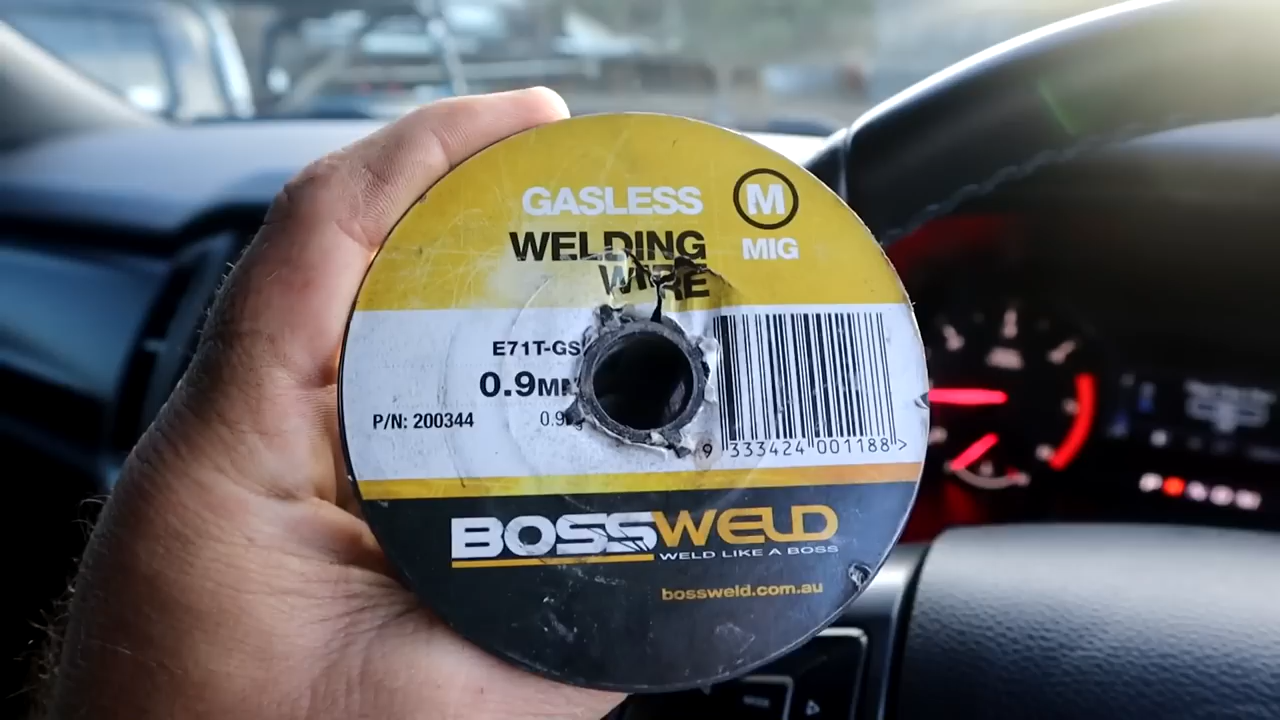 GASLESS
M
WELDING
MIG
WIRE
E71T-GS
0.9MM
P/N: 200344
9 333424 001188 >
BOSSWELD
WELD LIKE A BOSS
bossweld.com.au